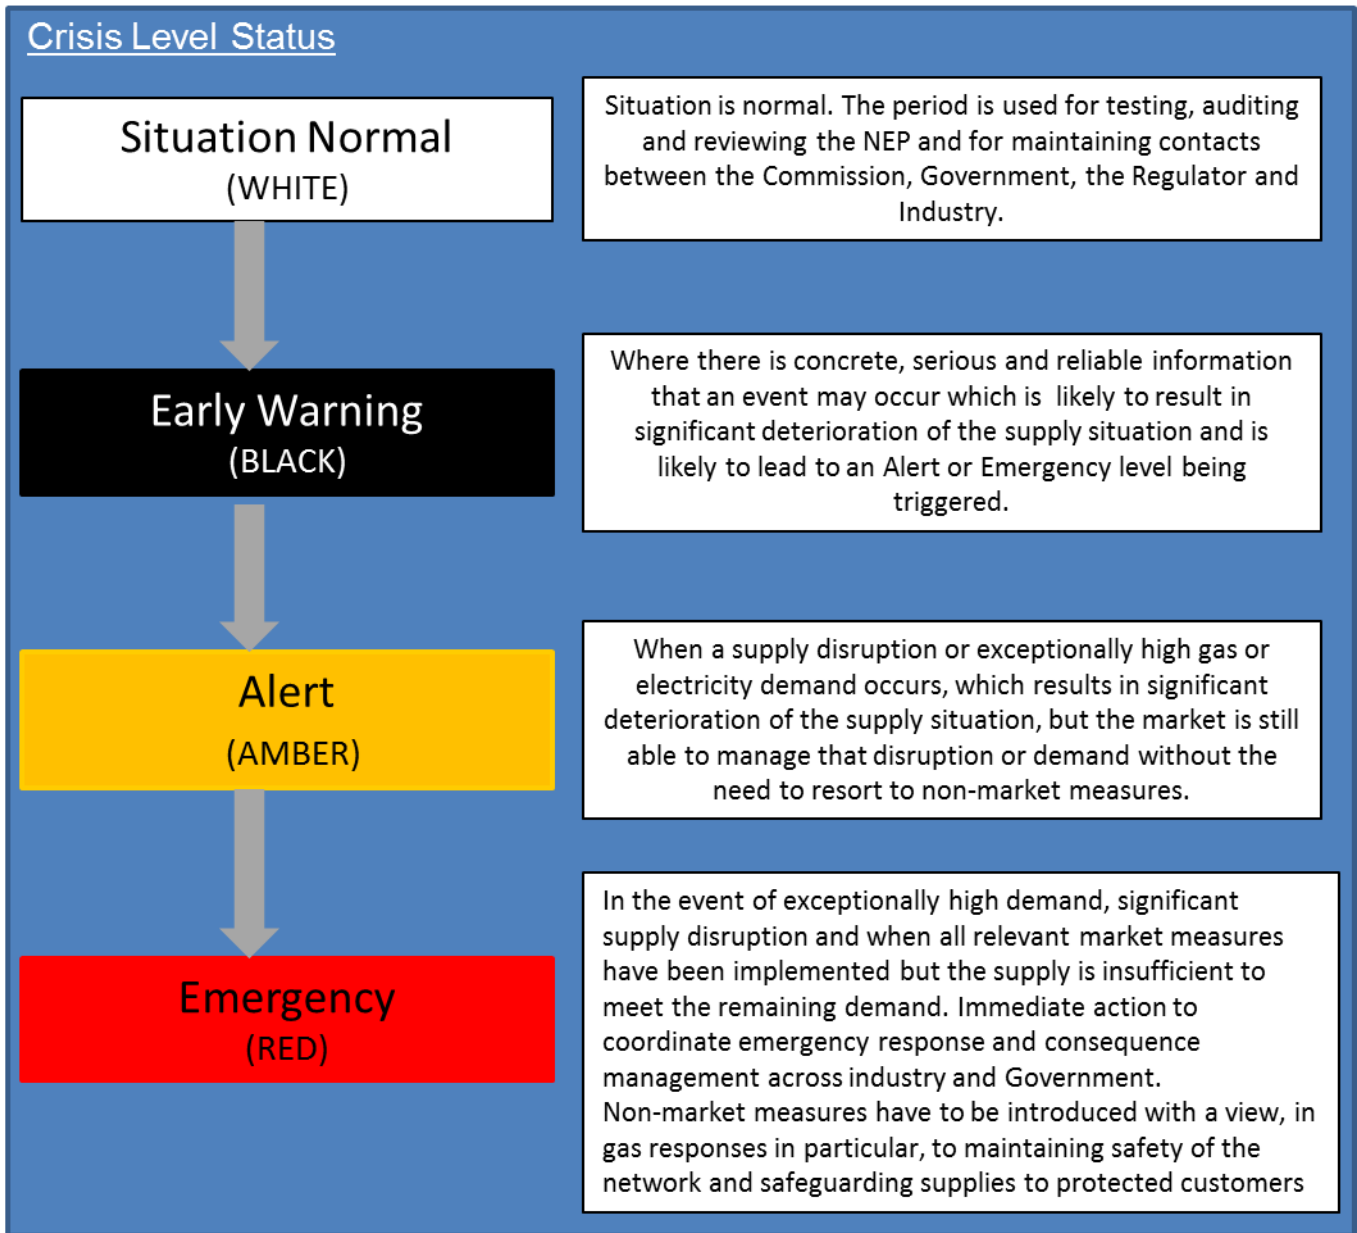 Crisis Level Status
Situation Normal
(WHITE)
Situation is normal. The period is used for testing, auditing
and reviewing the NEP and for maintaining contacts
between the Commission, Government, the Regulator and
Industry.
Early Warning
(BLACK)
Where there is concrete, serious and reliable information
that an event may occur which is likely to result in
significant deterioration of the supply situation and is
likely to lead to an Alert or Emergency level being
triggered.
Alert
(AMBER)
When a supply disruption or exceptionally high gas or
electricity demand occurs, which results in significant
deterioration of the supply situation, but the market is still
able to manage that disruption or demand without the
need to resort to non-market measures.
Emergency
(RED)
In the event of exceptionally high demand, significant
supply disruption and when all relevant market measures
have been implemented but the supply is insufficient to
meet the remaining demand. Immediate action to
coordinate emergency response and consequence
management across industry and Government.
Non-market measures have to be introduced with a view, in
gas responses in particular, to maintaining safety of the
network and safeguarding supplies to protected customers